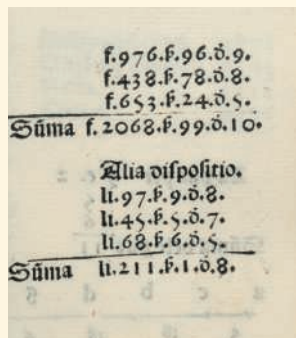 f.976.ẞ.96.d̕.9.
f.438.ẞ.78.d̕.8.
f.653.ẞ.24.d̕.5.
Sũma f.2068.ẞ.99.d̕.10.
Alia dispositio.
li.97.ẞ.9.d̕.8.
li.45.ẞ.5.d̕.7.
li.68.ẞ.6.d̕.5.
Sũma li.211.ẞ.1.d̕.8.